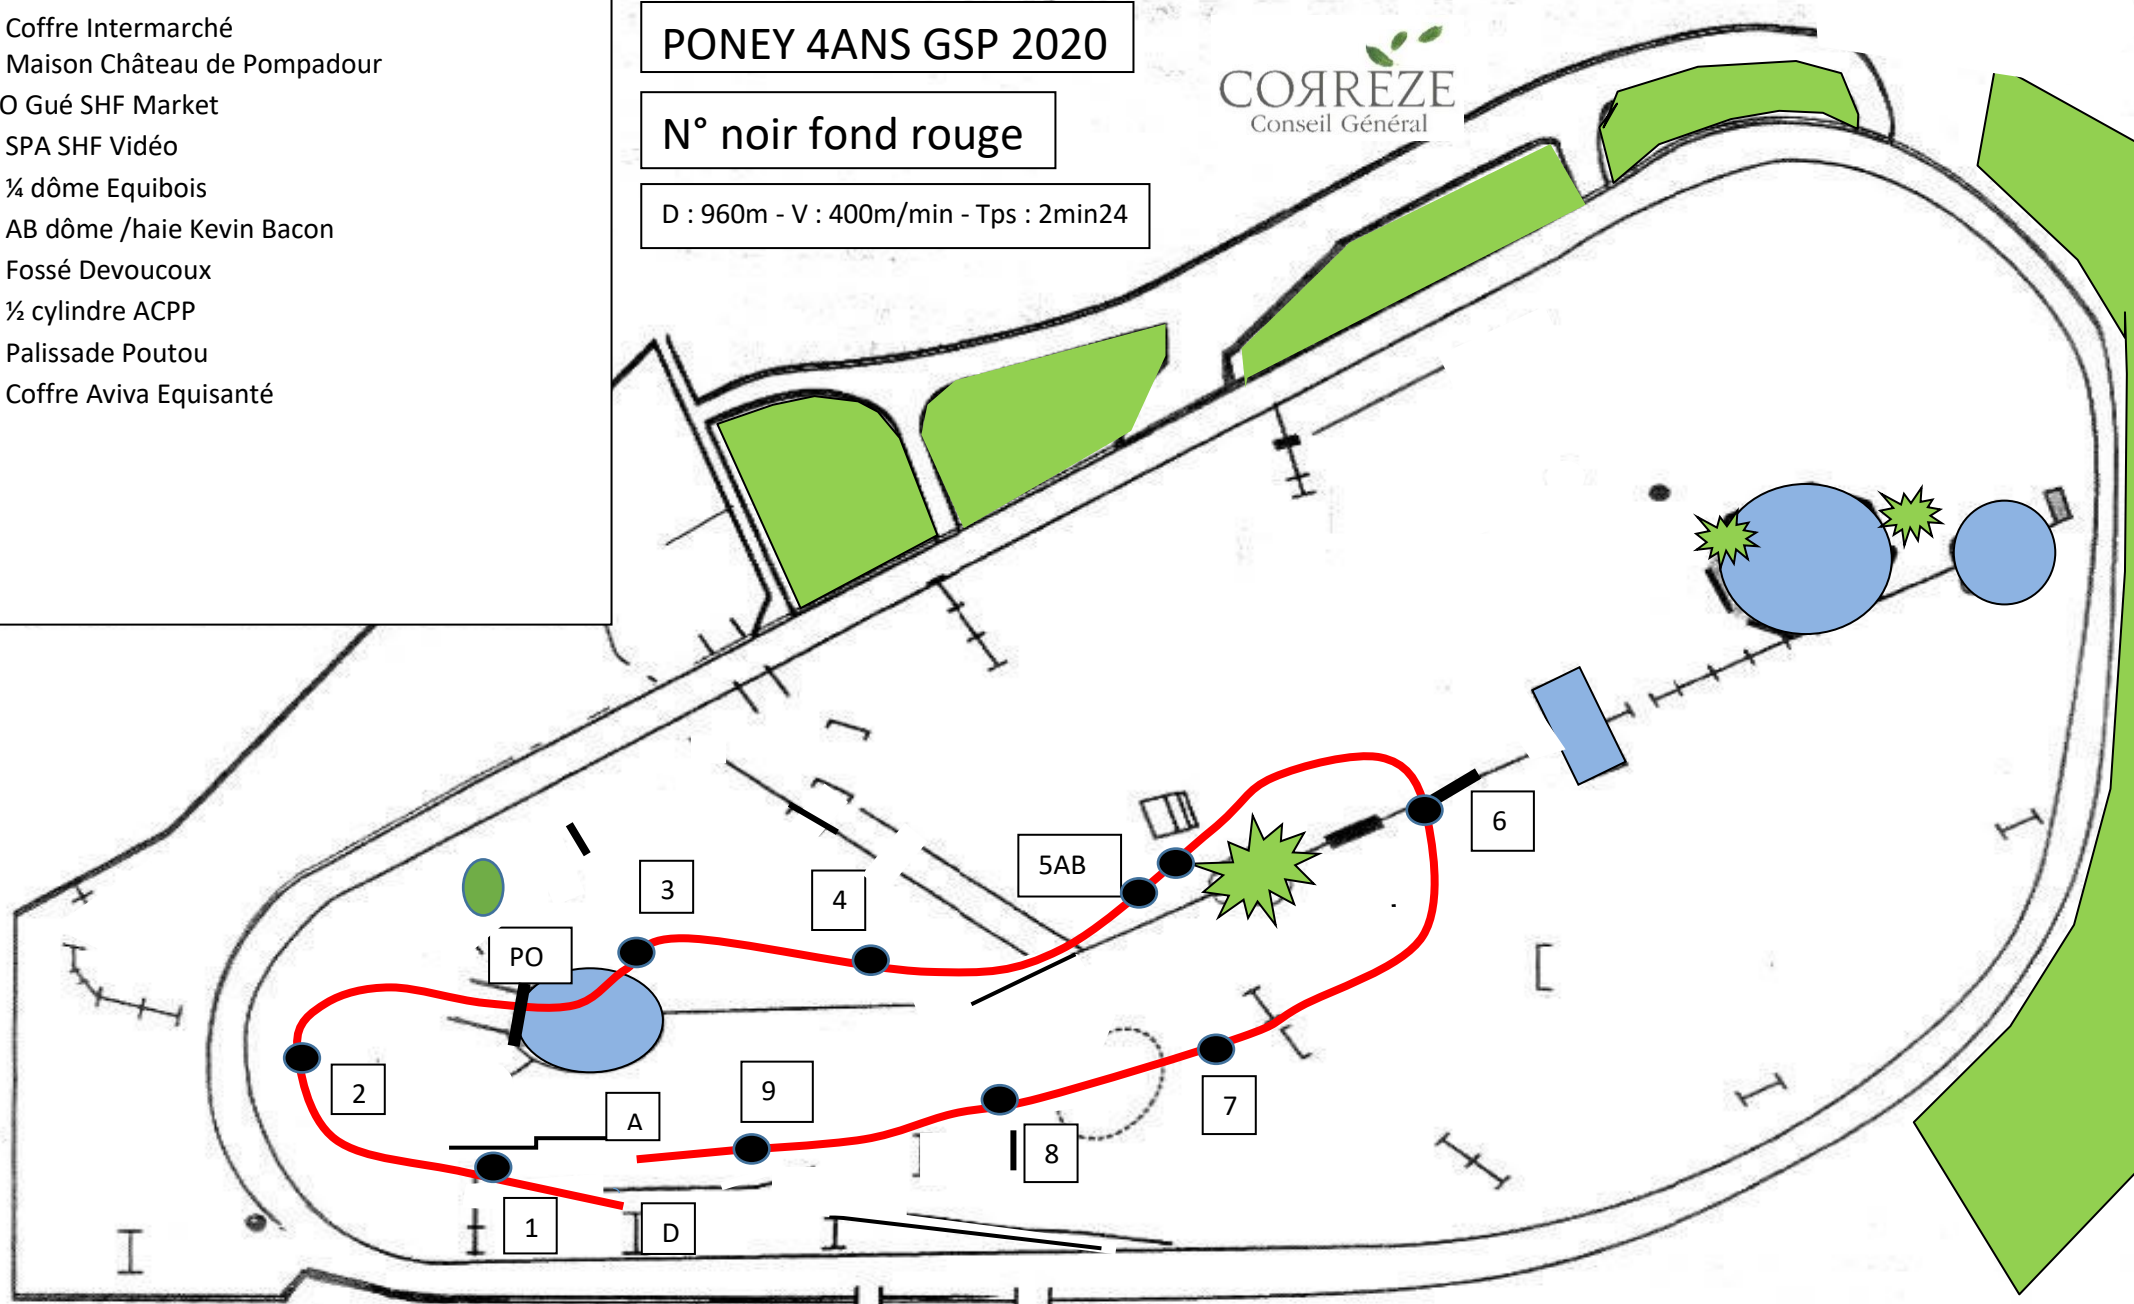 Coffre Intermarché
Maison Château de Pompadour
O Gué SHF Market
SPA SHF Vidéo
¼ dôme Equibois
AB dôme /haie Kevin Bacon
Fossé Devoucoux
½ cylindre ACPP
Palissade Poutou
Coffre Aviva Equisanté
PONEY 4ANS GSP 2020
N° noir fond rouge
D : 960m - V : 400m/min - Tps : 2min24
CORRÈZE
Conseil Général
6
5AB
3
4
PO
2
A
9
7
8
1
D